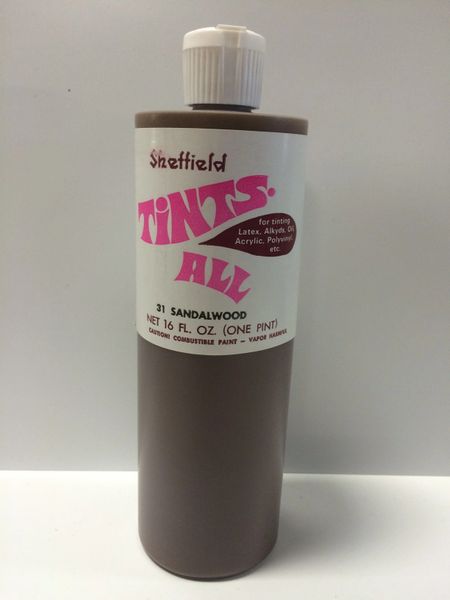 Sheffield
TiNTS·
for tinting
Latex, Alkyds, Oil,
Acrylic, Polyvinyl,
etc.
ALL
31 SANDALWOOD
NET 16 FL. OZ. (ONE PINT)
CAUTION! COMBUSTIBLE PAINT – VAPOR HARMFUL